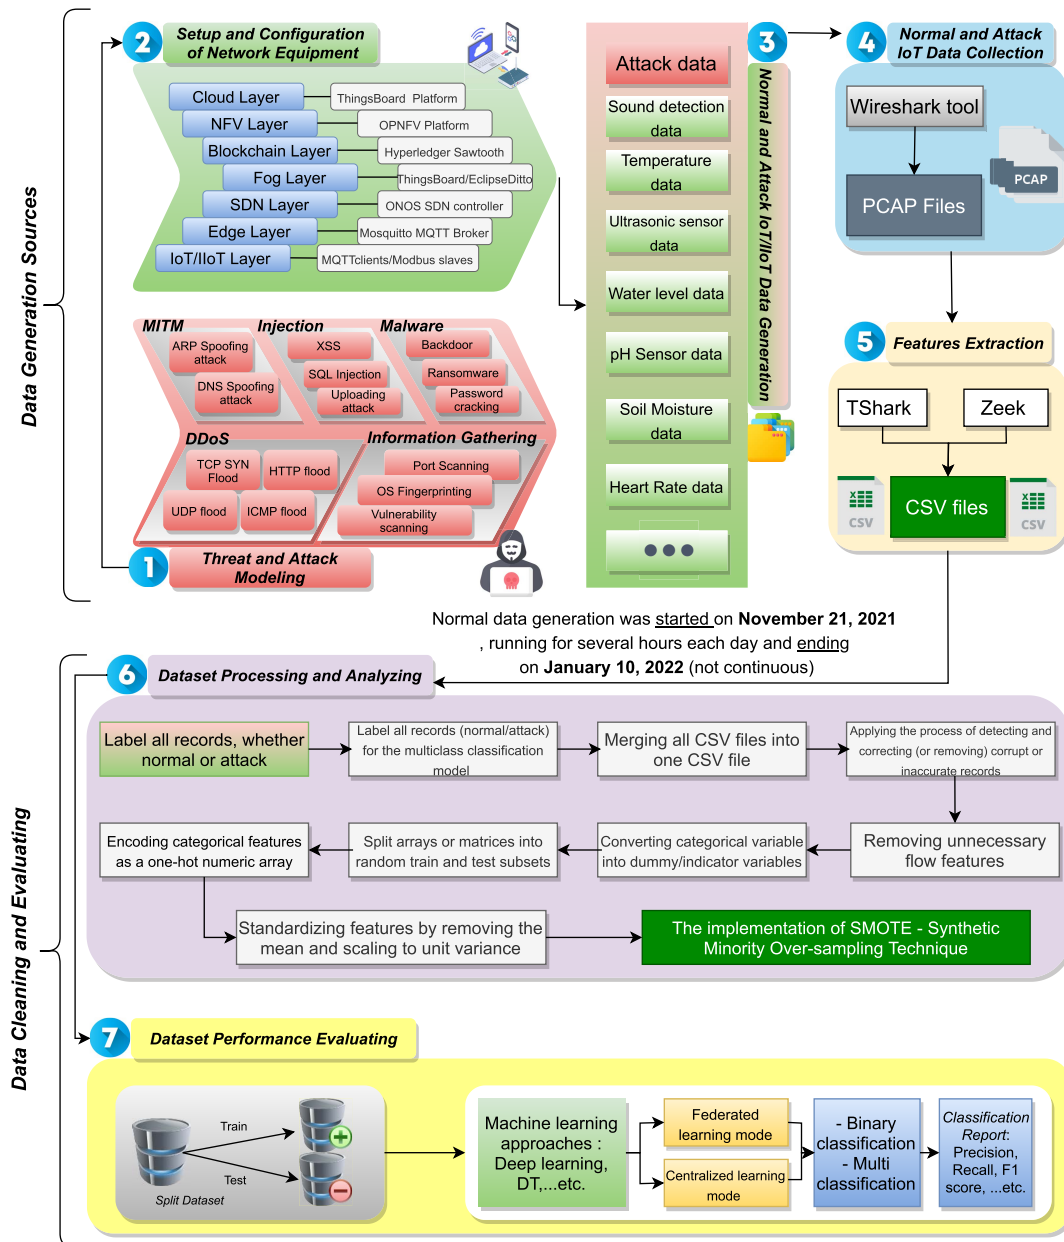 Data Generation Sources
2
Setup and Configuration
of Network Equipment
Cloud Layer
ThingsBoard Platform
NFV Layer
OPNFV Platform
Blockchain Layer
Hyperledger Sawtooth
Fog Layer
ThingsBoard/EclipseDitto
SDN Layer
ONOS SDN controller
Edge Layer
Mosquitto MQTT Broker
IoT/IIoT Layer
MQTTclients/Modbus slaves
MITM
ARP Spoofing
attack
DNS Spoofing
attack
Injection
XSS
SQL Injection
Uploading
attack
Malware
Backdoor
Ransomware
Password
cracking
DDoS
TCP SYN
Flood
HTTP flood
UDP flood
ICMP flood
Information Gathering
Port Scanning
OS Fingerprinting
Vulnerability
scanning
1
Threat and Attack
Modeling
3
Normal and Attack IoT/IIoT Data Generation
Attack data
Sound detection
data
Temperature
data
Ultrasonic sensor
data
Water level data
pH Sensor data
Soil Moisture
data
Heart Rate data
4
Normal and Attack
IoT Data Collection
Wireshark tool
PCAP
PCAP Files
5
Features Extraction
TShark
Zeek
CSV
CSV files
CSV
Normal data generation was started on November 21, 2021
, running for several hours each day and ending
on January 10, 2022 (not continuous)
Data Cleaning and Evaluating
6
Dataset Processing and Analyzing
Label all records, whether
normal or attack
Label all records (normal/attack)
for the multiclass classification
model
Merging all CSV files into
one CSV file
Applying the process of detecting and
correcting (or removing) corrupt or
inaccurate records
Removing unnecessary
flow features
Converting categorical variable
into dummy/indicator variables
Split arrays or matrices into
random train and test subsets
Encoding categorical features
as a one-hot numeric array
Standardizing features by removing the
mean and scaling to unit variance
The implementation of SMOTE - Synthetic
Minority Over-sampling Technique
7
Dataset Performance Evaluating
Train
Test
Split Dataset
Machine learning
approaches :
Deep learning,
DT,...etc.
Federated
learning mode
Centralized learning
mode
- Binary
classification
- Multi
classification
Classification
Report:
Precision,
Recall, F1
score, ...etc.